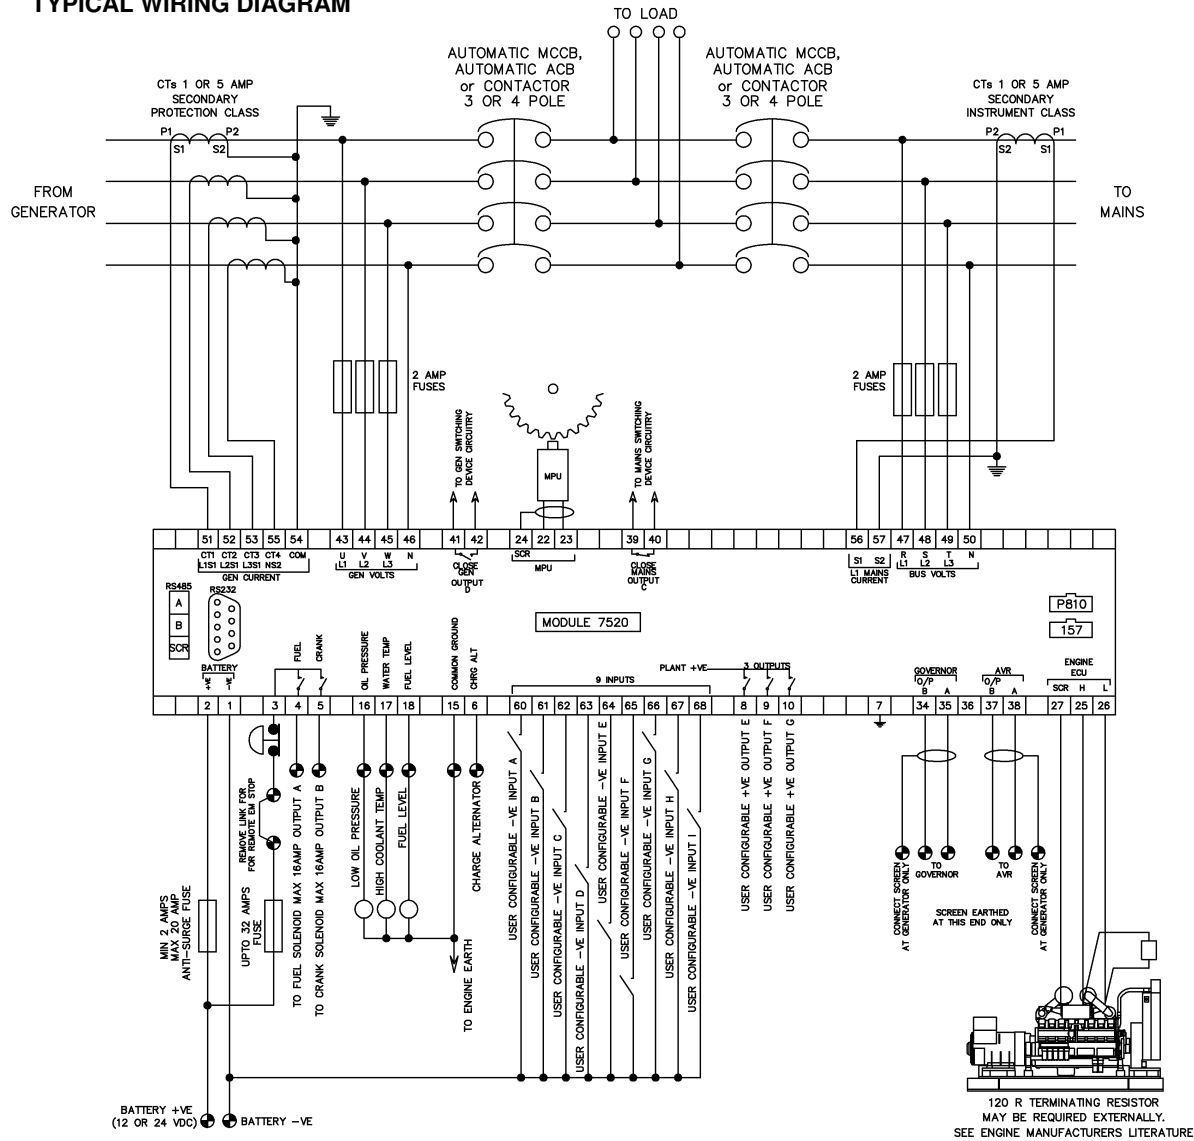 TYPICAL WIRING DIAGRAM
TO LOAD
AUTOMATIC MCCB,
AUTOMATIC ACB
or CONTACTOR
3 OR 4 POLE
AUTOMATIC MCCB,
AUTOMATIC ACB
or CONTACTOR
3 OR 4 POLE
CTs 1 OR 5 AMP
SECONDARY
PROTECTION CLASS
CTs 1 OR 5 AMP
SECONDARY
INSTRUMENT CLASS
P1
P2
S1
S2
P2
P1
S2
S1
FROM
GENERATOR
TO
MAINS
2 AMP
FUSES
2 AMP
FUSES
TO GEN SWITCHING
DEVICE CIRCUITRY
MPU
TO MAINS SWITCHING
DEVICE CIRCUITRY
51 52 53 55 54 43 44 45 46 41 42 24 22 23 39 40 56 57 47 48 49 50
CT1 CT2 CT3 CT4 COM
L1S1 L2S1 L3S1 NS2
GEN CURRENT
U V W N
L1 L2 L3
GEN VOLTS
CLOSE
GEN
OUTPUT
D
SCR
MPU
CLOSE
MAINS
OUTPUT
C
S1 S2
L1 MAINS
CURRENT
R S T N
L1 L2 L3
BUS VOLTS
RS485
A
B
SCR
RS232
MODULE 7520
P810
157
BATTERY
+VE
-VE
FUEL
CRANK
OIL PRESSURE
WATER TEMP
FUEL LEVEL
COMMON GROUND
CHRG ALT
9 INPUTS
PLANT +VE
3 OUTPUTS
GOVERNOR
O/P
B A
AVR
O/P
B A
ENGINE
ECU
SCR H L
2 1 3 4 5 16 17 18 15 6 60 61 62 63 64 65 66 67 68 8 9 10 7 34 35 36 37 38 27 25 26
REMOVE LINK FOR
FOR REMOTE EM STOP
MIN 2 AMPS
MAX 20 AMP
ANTI-SURGE FUSE
UPTO 32 AMPS
FUSE
TO FUEL SOLENOID MAX 16AMP OUTPUT A
TO CRANK SOLENOID MAX 16AMP OUTPUT B
LOW OIL PRESSURE
HIGH COOLANT TEMP
FUEL LEVEL
TO ENGINE EARTH
CHARGE ALTERNATOR
USER CONFIGURABLE -VE INPUT A
USER CONFIGURABLE -VE INPUT B
USER CONFIGURABLE -VE INPUT C
USER CONFIGURABLE -VE INPUT D
USER CONFIGURABLE -VE INPUT E
USER CONFIGURABLE -VE INPUT F
USER CONFIGURABLE -VE INPUT G
USER CONFIGURABLE -VE INPUT H
USER CONFIGURABLE -VE INPUT I
USER CONFIGURABLE +VE OUTPUT E
USER CONFIGURABLE +VE OUTPUT F
USER CONFIGURABLE +VE OUTPUT G
CONNECT SCREEN
AT GENERATOR ONLY
TO
GOVERNOR
TO
AVR
CONNECT SCREEN
AT GENERATOR ONLY
SCREEN EARTHED
AT THIS END ONLY
BATTERY +VE
(12 OR 24 VDC)
BATTERY -VE
120 R TERMINATING RESISTOR
MAY BE REQUIRED EXTERNALLY.
SEE ENGINE MANUFACTURERS LITERATURE